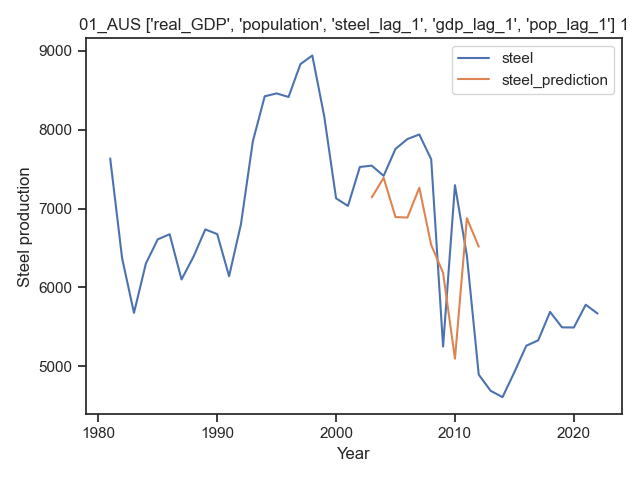 01_AUS ['real_GDP', 'population', 'steel_lag_1', 'gdp_lag_1', 'pop_lag_1'] 1
steel
steel_prediction
9000
8000
7000
6000
5000
Steel production
1980
1990
2000
2010
2020
Year